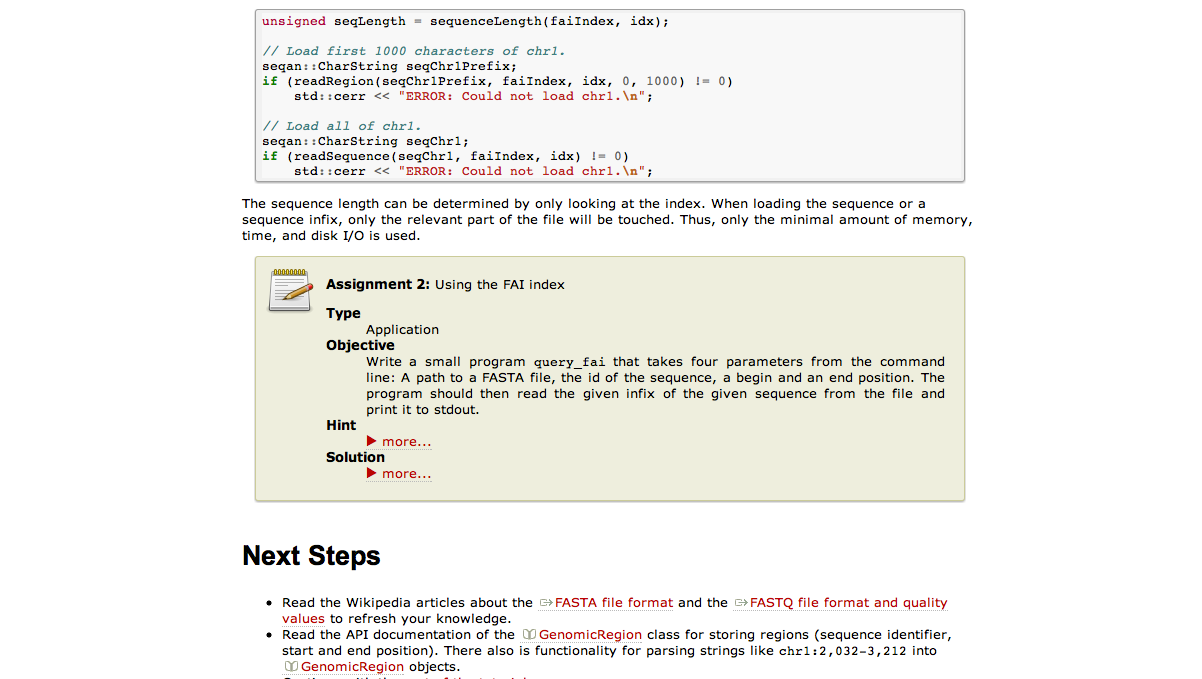 unsigned seqLength = sequenceLength(faiIndex, idx);
// Load first 1000 characters of chr1.
seqan::CharString seqChr1Prefix;
if (readRegion(seqChr1Prefix, faiIndex, idx, 0, 1000) != 0)
    std::cerr << "ERROR: Could not load chr1.\n";
// Load all of chr1.
seqan::CharString seqChr1;
if (readSequence(seqChr1, faiIndex, idx) != 0)
    std::cerr << "ERROR: Could not load chr1.\n";
The sequence length can be determined by only looking at the index. When loading the sequence or a
sequence infix, only the relevant part of the file will be touched. Thus, only the minimal amount of memory,
time, and disk I/O is used.
Assignment 2: Using the FAI index
Type
Application
Objective
Write a small program query_fai that takes four parameters from the command
line: A path to a FASTA file, the id of the sequence, a begin and an end position. The
program should then read the given infix of the given sequence from the file and
print it to stdout.
Hint
more...
Solution
more...
Next Steps
• Read the Wikipedia articles about the FASTA file format and the FASTQ file format and quality
values to refresh your knowledge.
• Read the API documentation of the GenomicRegion class for storing regions (sequence identifier,
start and end position). There also is functionality for parsing strings like chr1:2,032-3,212 into
GenomicRegion objects.